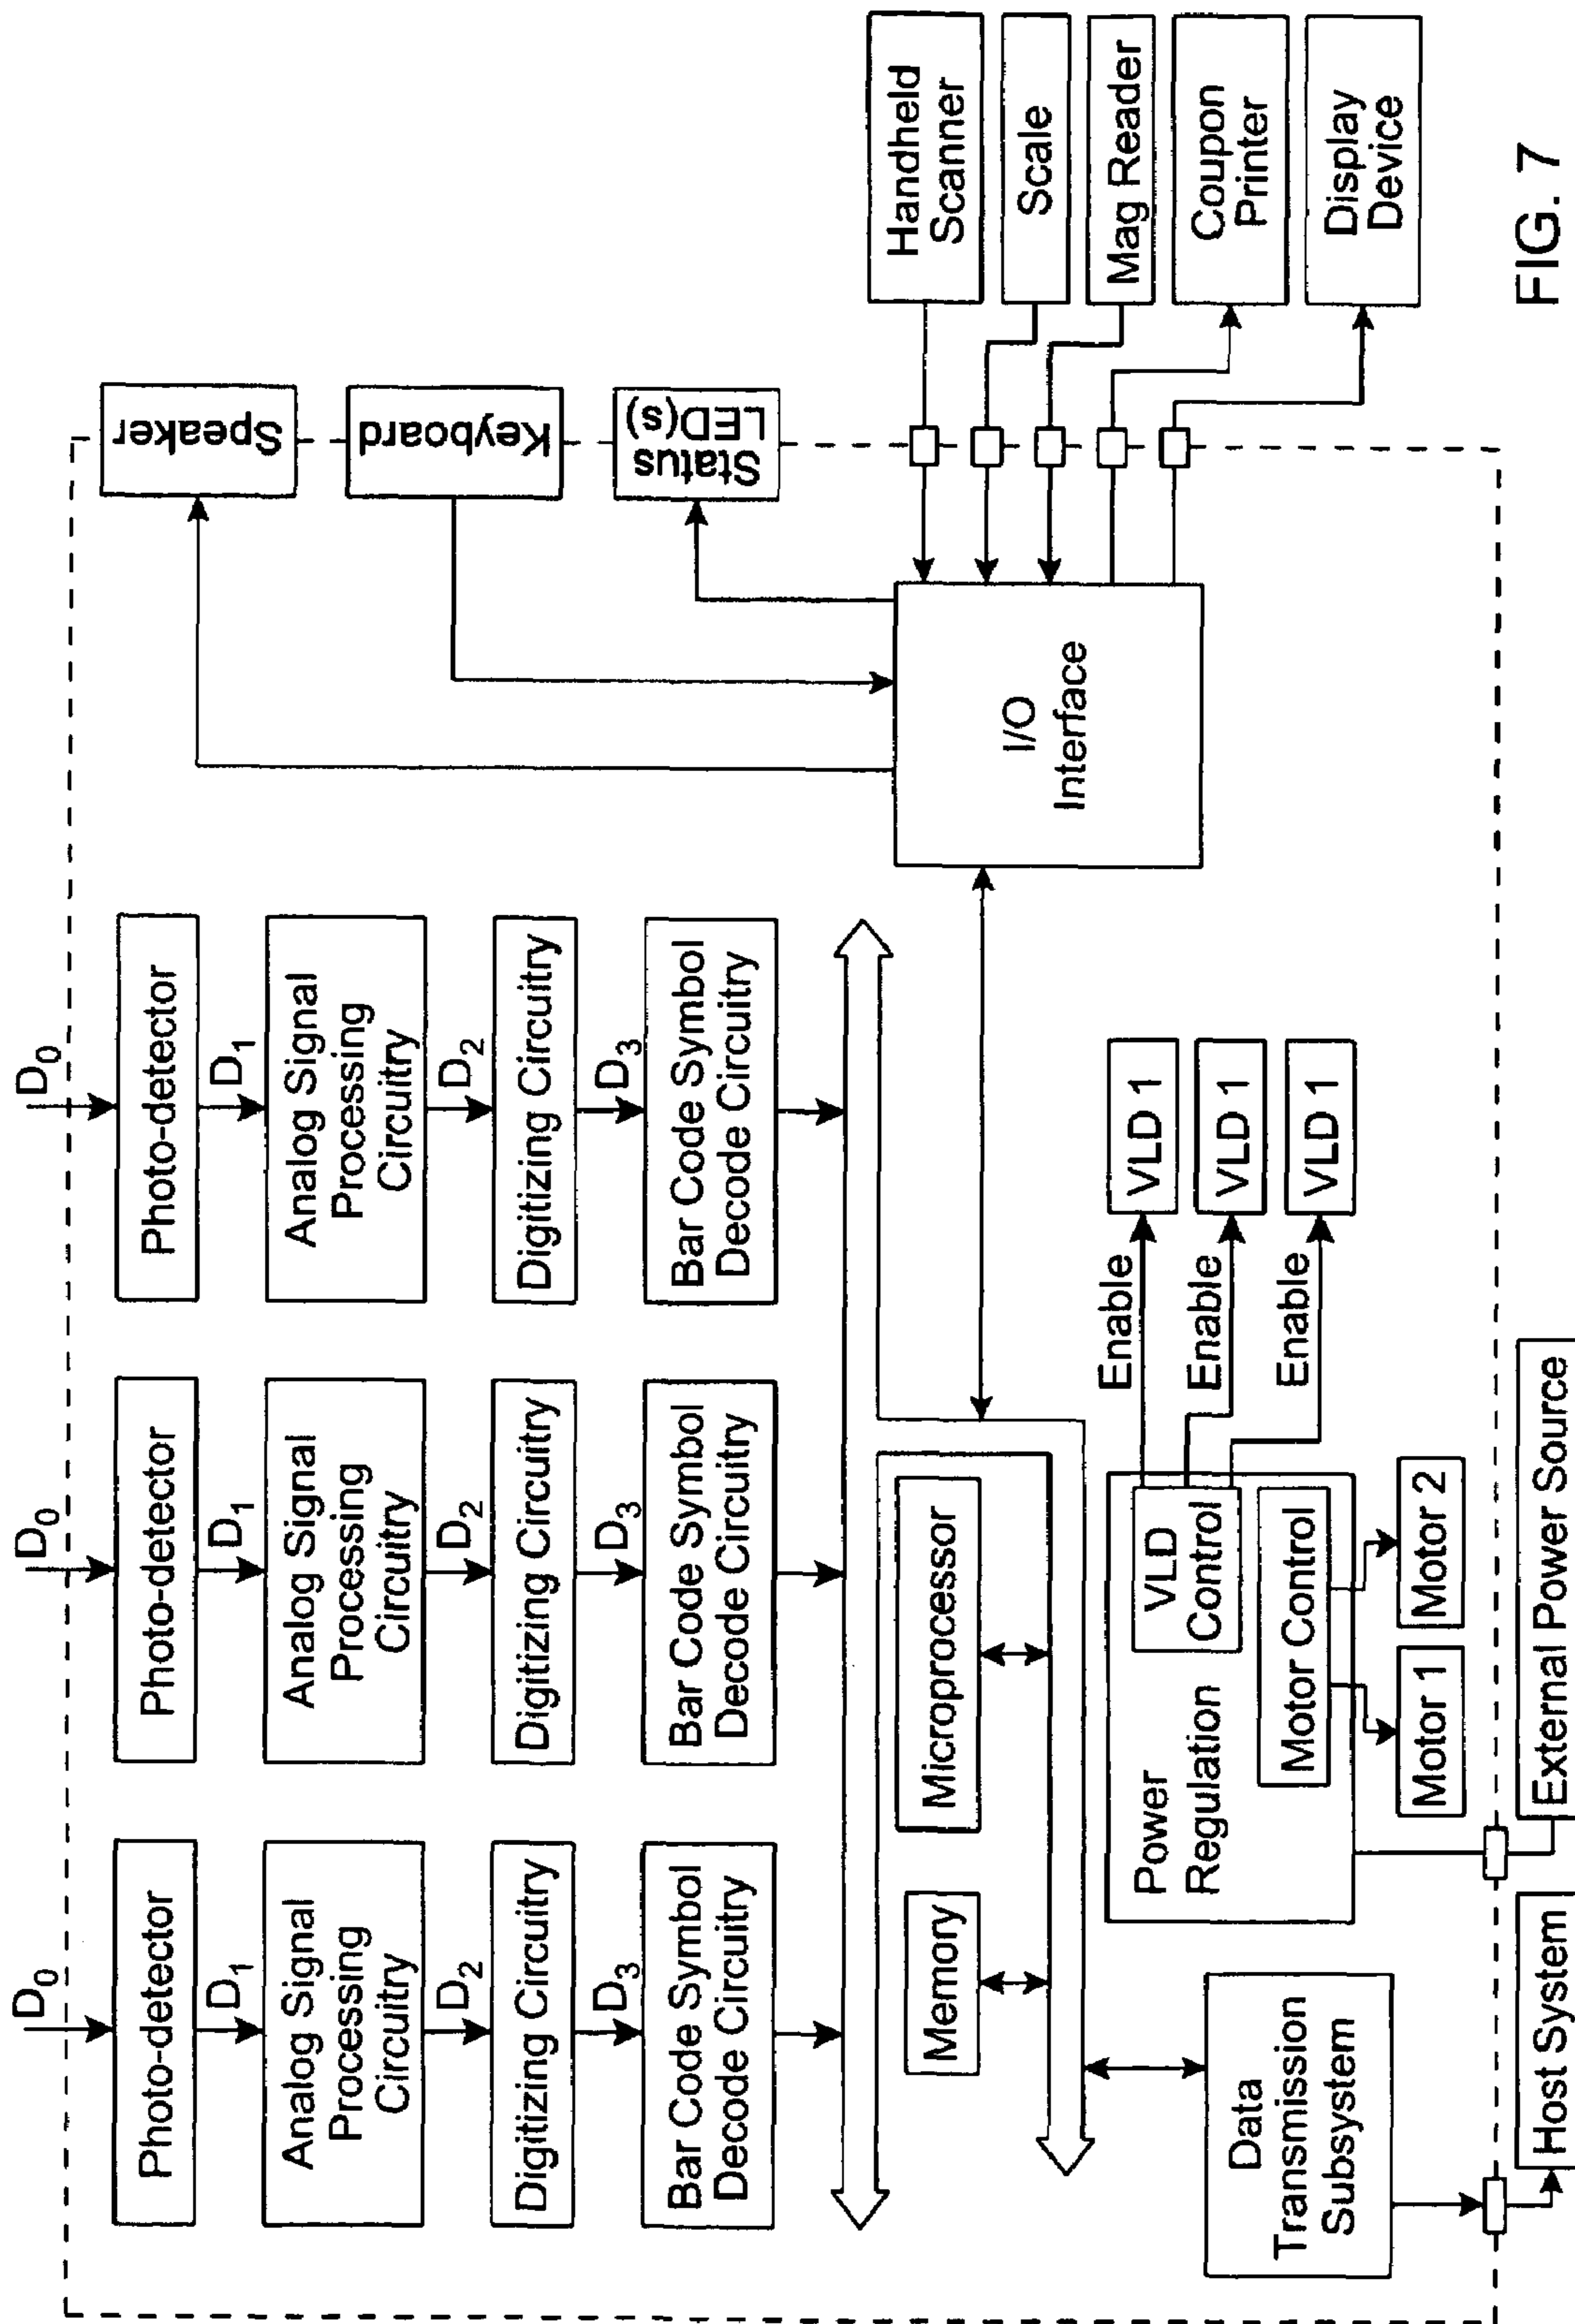 D0
D0
D0
Photo-detector
Photo-detector
Photo-detector
D1
D1
D1
Analog Signal
Processing
Circuitry
Analog Signal
Processing
Circuitry
Analog Signal
Processing
Circuitry
D2
D2
D2
Digitizing Circuitry
Digitizing Circuitry
Digitizing Circuitry
D3
D3
D3
Bar Code Symbol
Decode Circuitry
Bar Code Symbol
Decode Circuitry
Bar Code Symbol
Decode Circuitry
Speaker
Keyboard
Status
LED(s)
Memory
Microprocessor
I/O
Interface
Handheld
Scanner
Scale
Mag Reader
Coupon
Printer
Display
Device
Data
Transmission
Subsystem
Power
Regulation
VLD
Control
Motor Control
Enable
VLD 1
Enable
VLD 1
Enable
VLD 1
Motor 1
Motor 2
Host System
External Power Source
FIG. 7